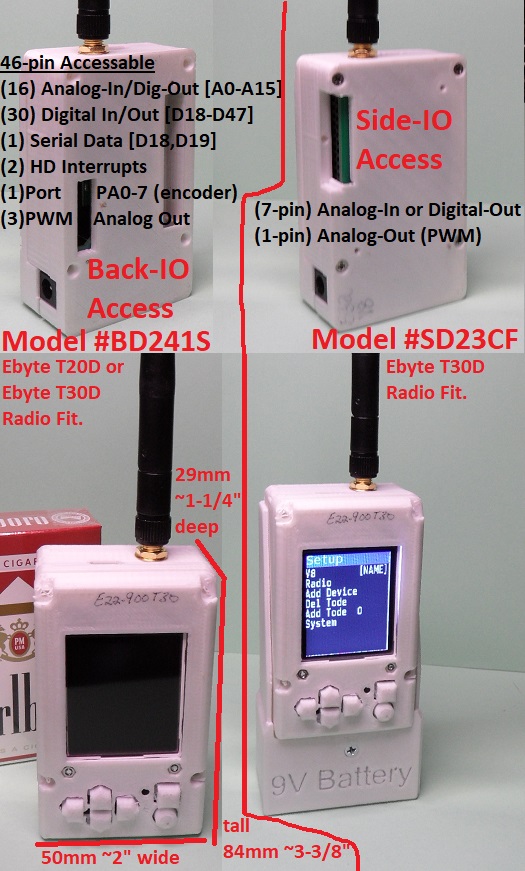 46-pin Accessable
(16) Analog-In/Dig-Out [A0-A15]
(30) Digital In/Out [D18-D47]
(1) Serial Data [D18,D19]
(2) HD Interrupts
(1)Port PA0-7 (encoder)
(3)PWM Analog Out
Back-IO
Access
Model #BD241S
Side-IO
Access
(7-pin) Analog-In or Digital-Out
(1-pin) Analog-Out (PWM)
Model #SD23CF
Ebyte T20D or
Ebyte T30D
Radio Fit.
Ebyte T30D
Radio Fit.
29mm
~1-1/4"
deep
CIGAR
PM
USA
E22-900T30
50mm ~2" wide
tall
84mm ~3-3/8"
E22-900T30
Setup
V6 [NAME]
Radio
Add Device
Del Tode
Add Tode 0
System
9V Battery